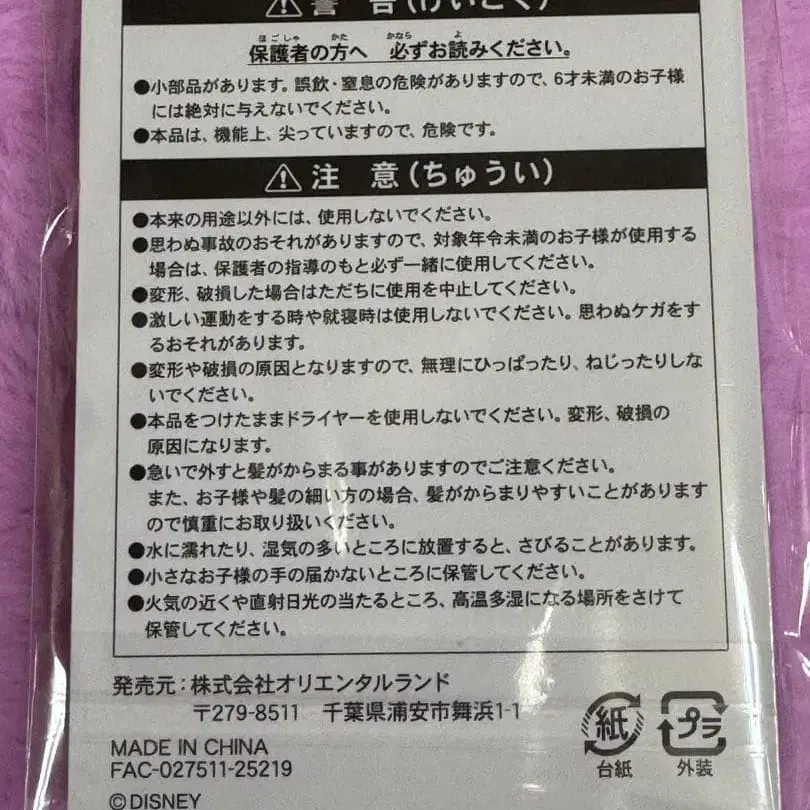 ⚠警 告(けいこく)
保護者の方へ 必ずお読みください。
●小部品があります。誤飲・窒息の危険がありますので、6才未満のお子様
には絶対に与えないでください。
●本品は、機能上、尖っていますので、危険です。
⚠注 意(ちゅうい)
●本来の用途以外には、使用しないでください。
●思わぬ事故のおそれがありますので、対象年令未満のお子様が使用する
場合は、保護者の指導のもと必ず一緒に使用してください。
●変形、破損した場合はただちに使用を中止してください。
●激しい運動をする時や就寝時は使用しないでください。思わぬケガをす
るおそれがあります。
●変形や破損の原因となりますので、無理にひっぱったり、ねじったりしな
いでください。
●本品をつけたままドライヤーを使用しないでください。変形、破損の
原因になります。
●急いで外すと髪がからまる事がありますのでご注意ください。
また、お子様や髪の細い方の場合、髪がからまりやすいことがあります
ので慎重にお取り扱いください。
●水に濡れたり、湿気の多いところに放置すると、さびることがあります。
●小さなお子様の手の届かないところに保管してください。
●火気の近くや直射日光の当たるところ、高温多湿になる場所をさけて
保管してください。
発売元:株式会社オリエンタルランド
〒279-8511 千葉県浦安市舞浜1-1
MADE IN CHINA
FAC-027511-25219
©DISNEY
紙
台紙
プラ
外装